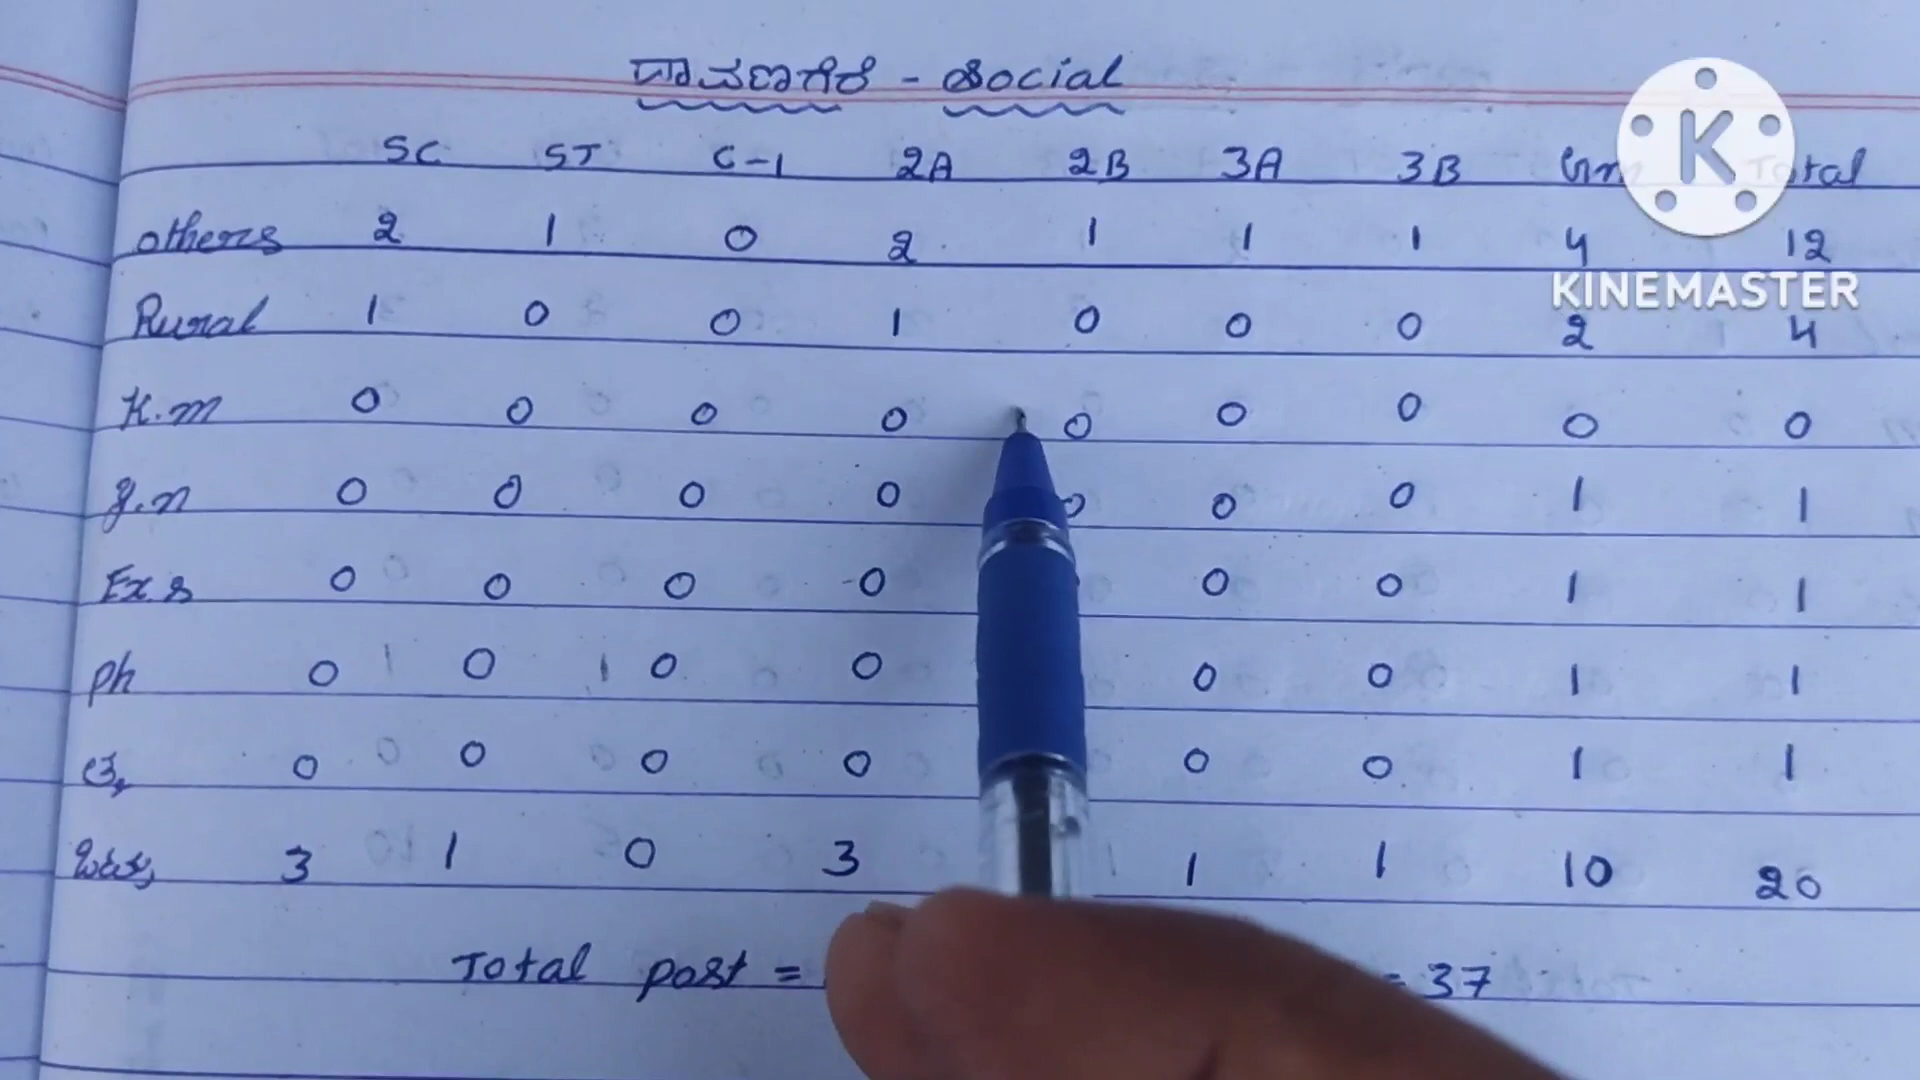 ದಾವಣಗೆರೆ - Social
SC ST C-1 2A 2B 3A 3B Gm Total
others 2 1 0 2 1 1 1 4 12
Rural 1 0 0 1 0 0 0 2 4
K.m 0 0 0 0 0 0 0 0 0
g.n 0 0 0 0 0 0 0 1 1
Ex.s 0 0 0 0 0 0 1 1
ph 0 0 0 0 0 0 1 1
0 0 0 0 0 0 1 1
3 1 0 3 1 1 10 20
Total post = = 37
K
KINEMASTER